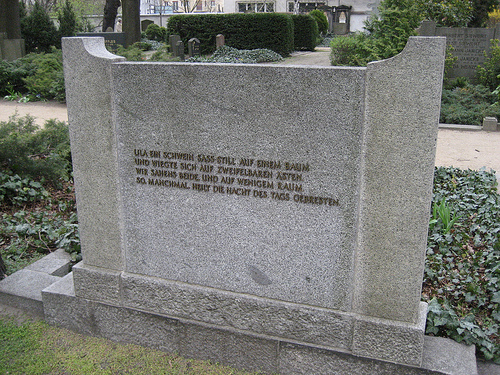 ULA EIN SCHWEIN SASS STILL AUF EINEM BAUM
UND WIEGTE SICH AUF ZWEIFELBAREN ÄSTEN.
WIR SAHENS BEIDE. UND AUF WENIGEM RAUM
SO, MANCHMAL, HEILT DIE NACHT DES TAGS GEBRESTEN.